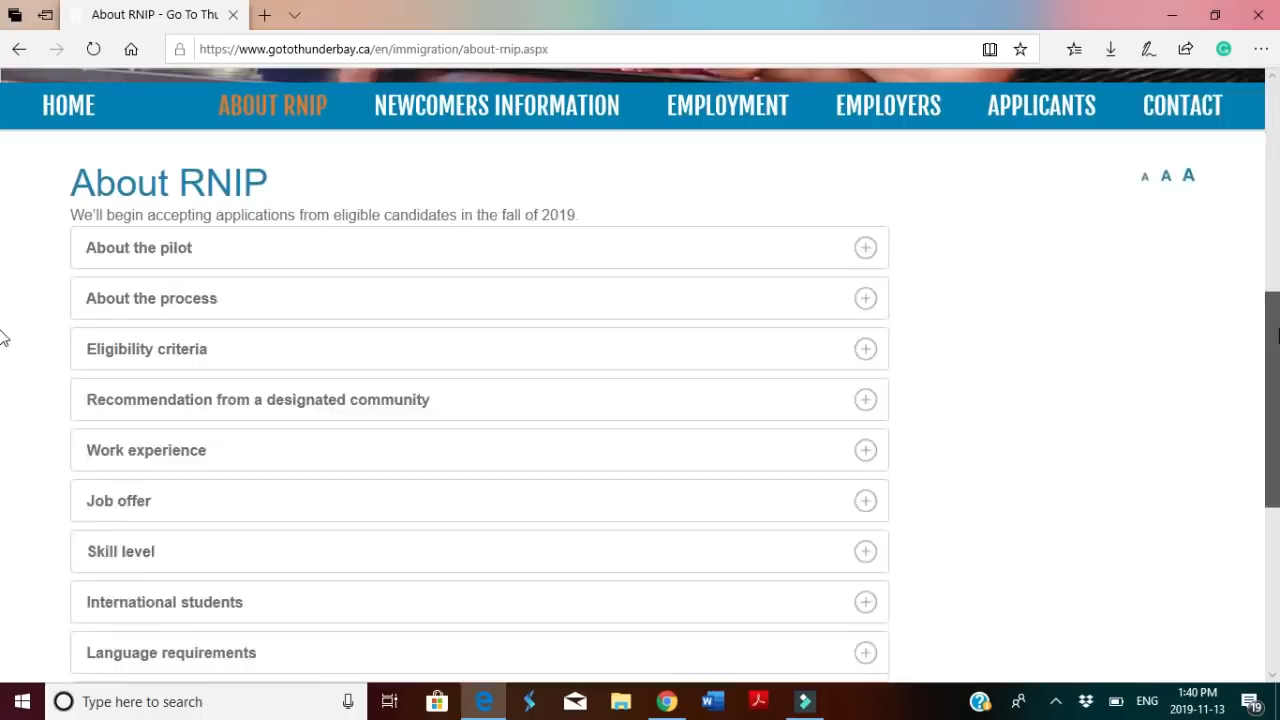 About RNIP - Go To Thu
https://www.gotothunderbay.ca/en/immigration/about-rnip.aspx
HOME ABOUT RNIP NEWCOMERS INFORMATION EMPLOYMENT EMPLOYERS APPLICANTS CONTACT
About RNIP
A A A
We'll begin accepting applications from eligible candidates in the fall of 2019.
About the pilot
About the process
Eligibility criteria
Recommendation from a designated community
Work experience
Job offer
Skill level
International students
Language requirements
Type here to search
ENG
1:40 PM
2019-11-13
19